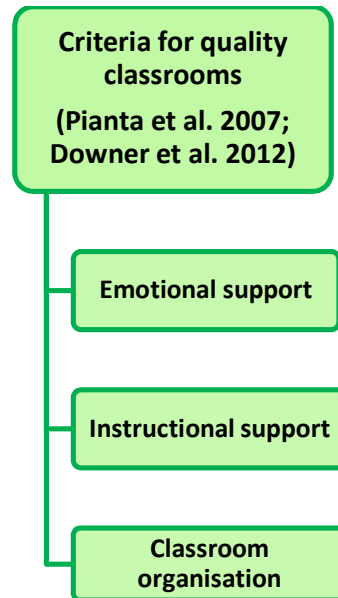 Criteria for quality
classrooms
(Pianta et al. 2007;
Downer et al. 2012)
Emotional support
Instructional support
Classroom
organisation